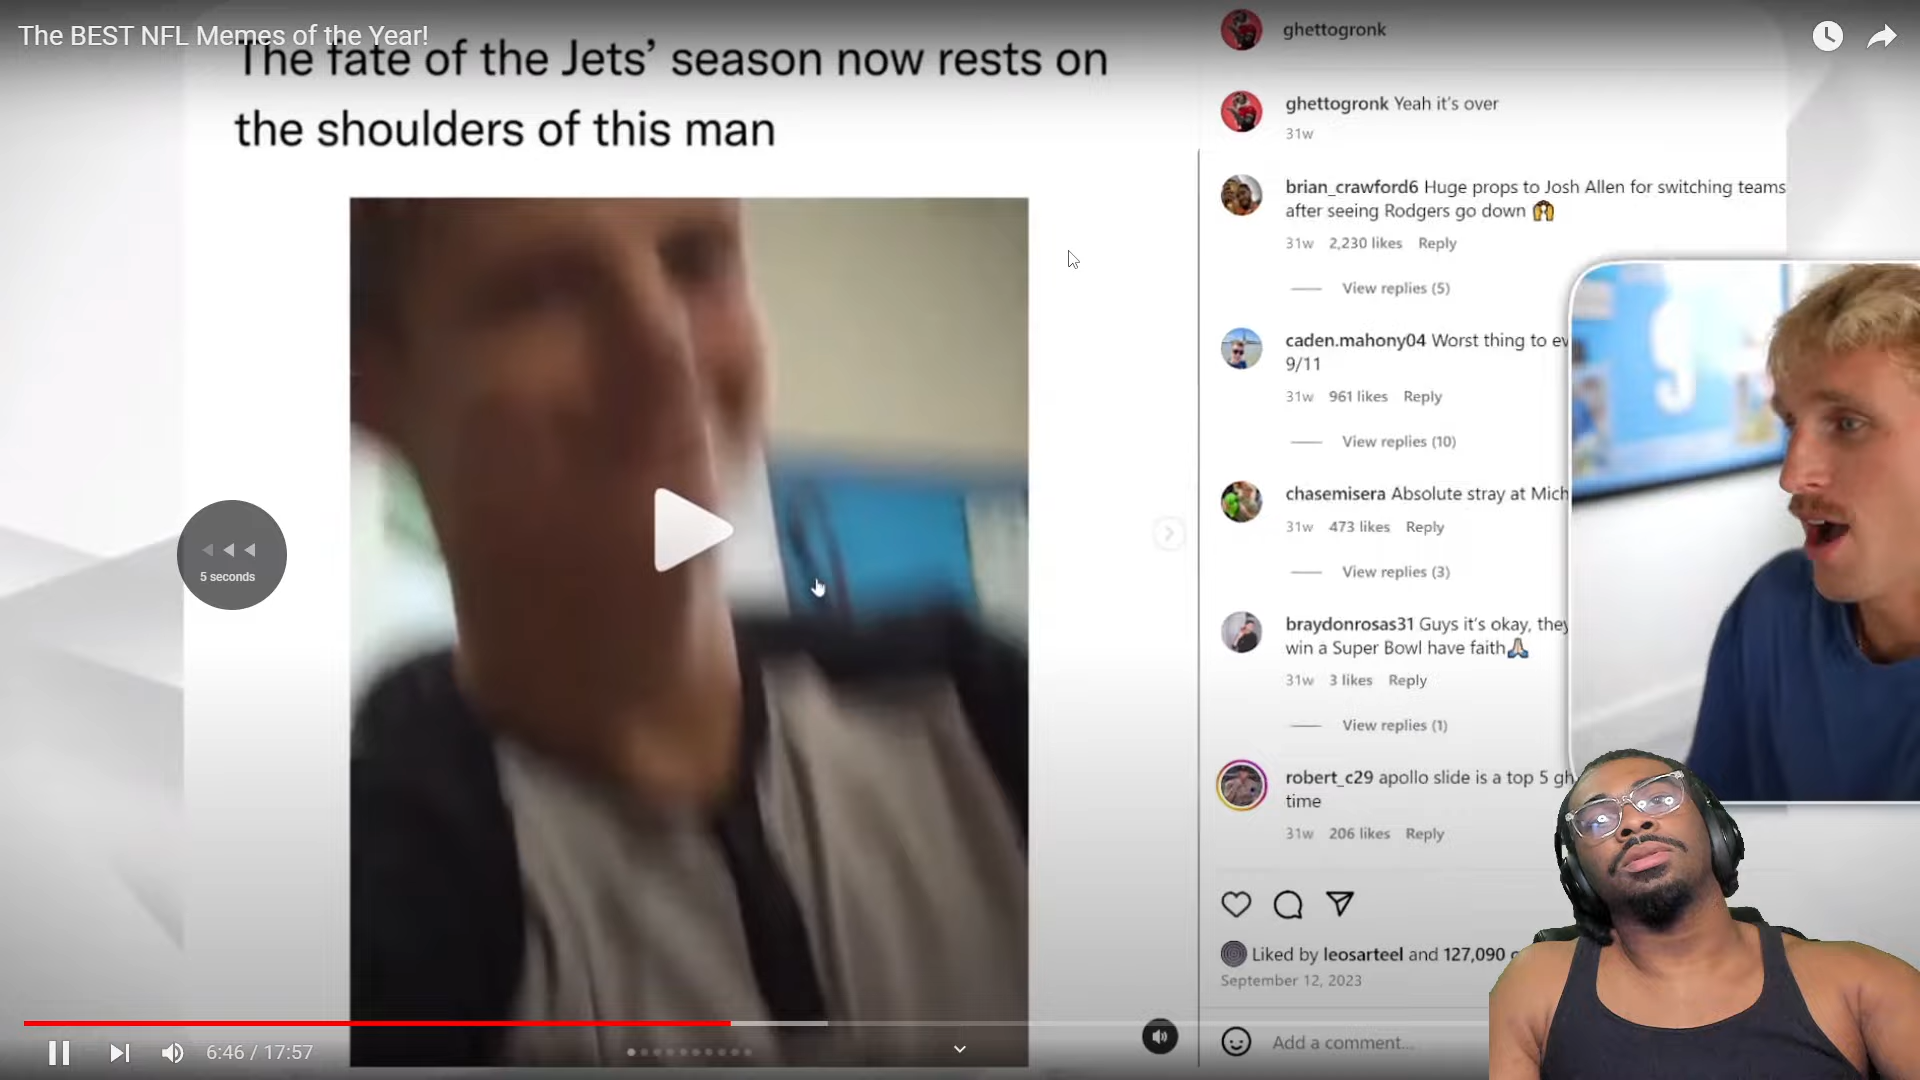 The BEST NFL Memes of the Year!
The fate of the Jets’ season now rests on
the shoulders of this man
ghettogronk
ghettogronk Yeah it’s over
31w
brian_crawford6 Huge props to Josh Allen for switching teams
after seeing Rodgers go down 🙌
31w 2,230 likes Reply
View replies (5)
caden.mahony04 Worst thing to ev
9/11
31w 961 likes Reply
View replies (10)
chasemisera Absolute stray at Mich
31w 473 likes Reply
View replies (3)
braydonrosas31 Guys it’s okay, they
win a Super Bowl have faith🙏
31w 3 likes Reply
View replies (1)
robert_c29 apollo slide is a top 5 gh
time
31w 206 likes Reply
Liked by leosarteel and 127,090
September 12, 2023
Add a comment...
5 seconds
6:46 / 17:57